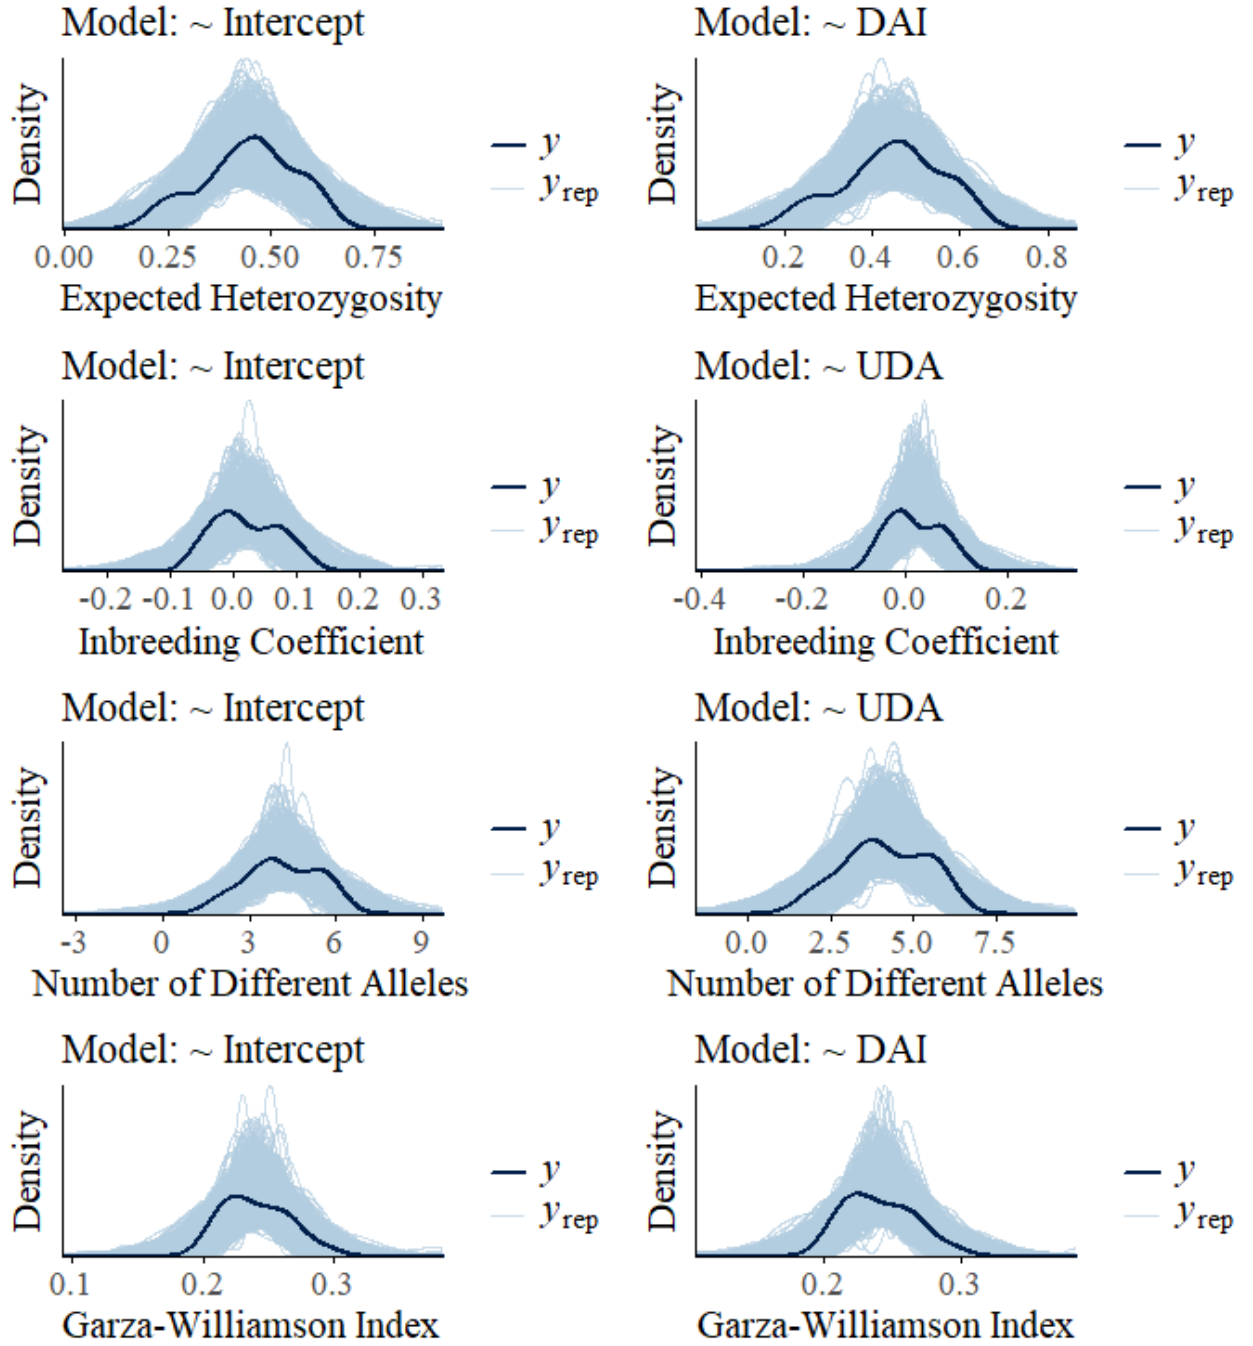 Model: ~ Intercept
Density
y
yrep
0.00 0.25 0.50 0.75
Expected Heterozygosity
Model: ~ DAI
Density
y
yrep
0.2 0.4 0.6 0.8
Expected Heterozygosity
Model: ~ Intercept
Density
y
yrep
-0.2 -0.1 0.0 0.1 0.2 0.3
Inbreeding Coefficient
Model: ~ UDA
Density
y
yrep
-0.4 -0.2 0.0 0.2
Inbreeding Coefficient
Model: ~ Intercept
Density
y
yrep
-3 0 3 6 9
Number of Different Alleles
Model: ~ UDA
Density
y
yrep
0.0 2.5 5.0 7.5
Number of Different Alleles
Model: ~ Intercept
Density
y
yrep
0.1 0.2 0.3
Garza-Williamson Index
Model: ~ DAI
Density
y
yrep
0.2 0.3
Garza-Williamson Index